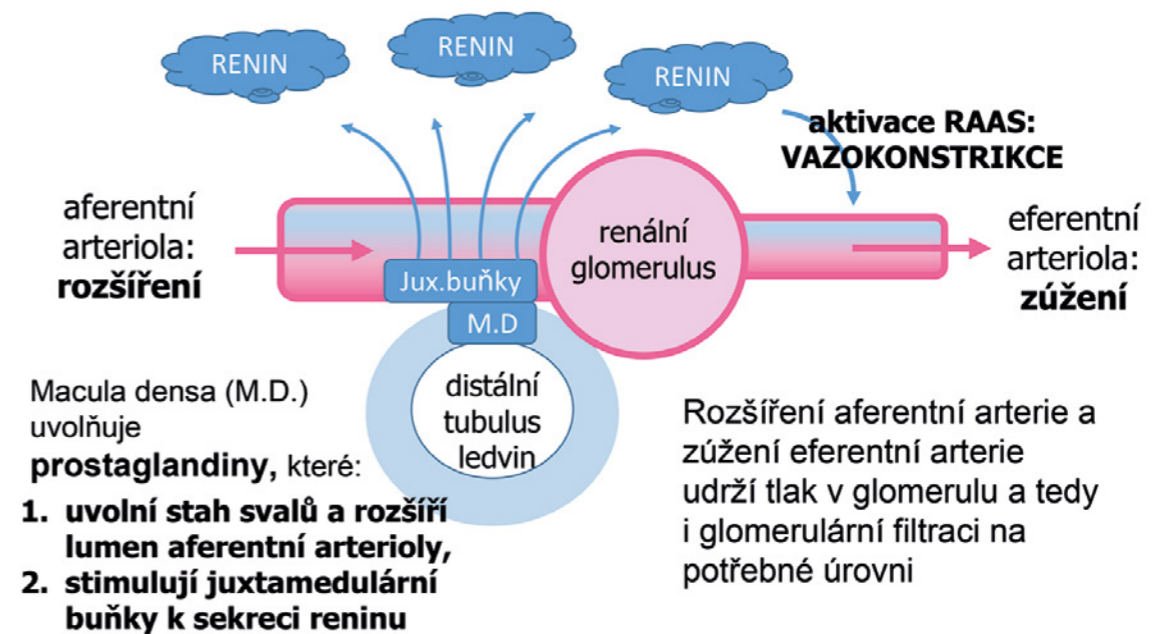 RENIN
RENIN
RENIN
aktivace RAAS:
VAZOKONSTRIKCE
aferentní
arteriola:
rozšíření
Jux.buňky
M.D
renální
glomerulus
eferentní
arteriola:
zúžení
distální
tubulus
ledvin
Macula densa (M.D.)
uvolňuje
prostaglandiny, které:
1. uvolní stah svalů a rozšíří
lumen aferentní arterioly,
2. stimulují juxtamedulární
buňky k sekreci reninu
Rozšíření aferentní arterie a
zúžení eferentní arterie
udrží tlak v glomerulu a tedy
i glomerulární filtraci na
potřebné úrovni